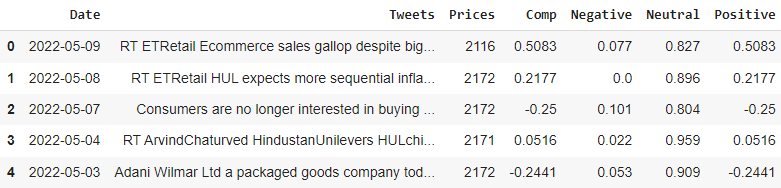 Date Tweets Prices Comp Negative Neutral Positive
0 2022-05-09 RT ETRetail Ecommerce sales gallop despite big... 2116 0.5083 0.077 0.827 0.5083
1 2022-05-08 RT ETRetail HUL expects more sequential infla... 2172 0.2177 0.0 0.896 0.2177
2 2022-05-07 Consumers are no longer interested in buying ... 2172 -0.25 0.101 0.804 -0.25
3 2022-05-04 RT ArvindChaturved HindustanUnilevers HULchi... 2171 0.0516 0.022 0.959 0.0516
4 2022-05-03 Adani Wilmar Ltd a packaged goods company tod... 2172 -0.2441 0.053 0.909 -0.2441